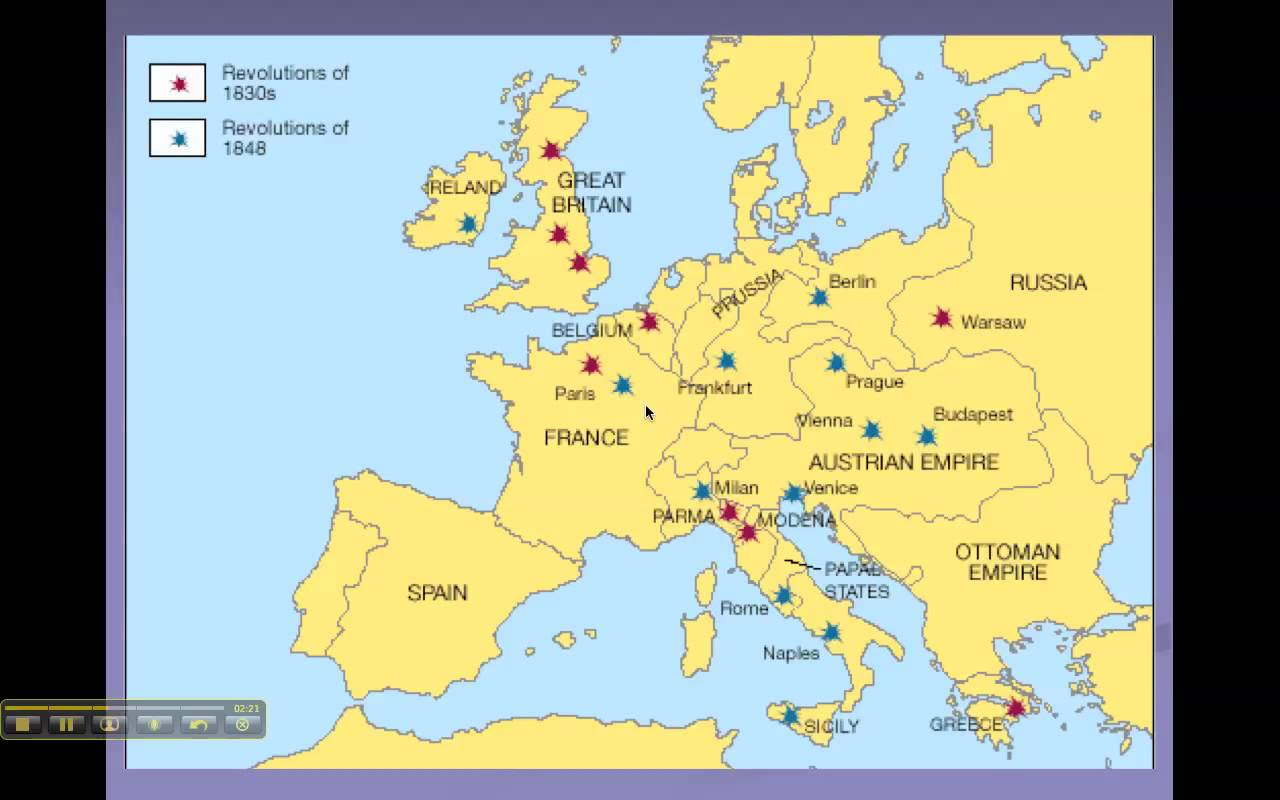 Revolutions of
1830s
Revolutions of
1848
IRELAND
GREAT
BRITAIN
PRUSSIA
Berlin
RUSSIA
BELGIUM
Warsaw
Paris
Frankfurt
Prague
Vienna
Budapest
FRANCE
AUSTRIAN EMPIRE
Milan
Venice
PARMA
MODENA
OTTOMAN
EMPIRE
PAPAL
STATES
SPAIN
Rome
Naples
02:21
SICILY
GREECE